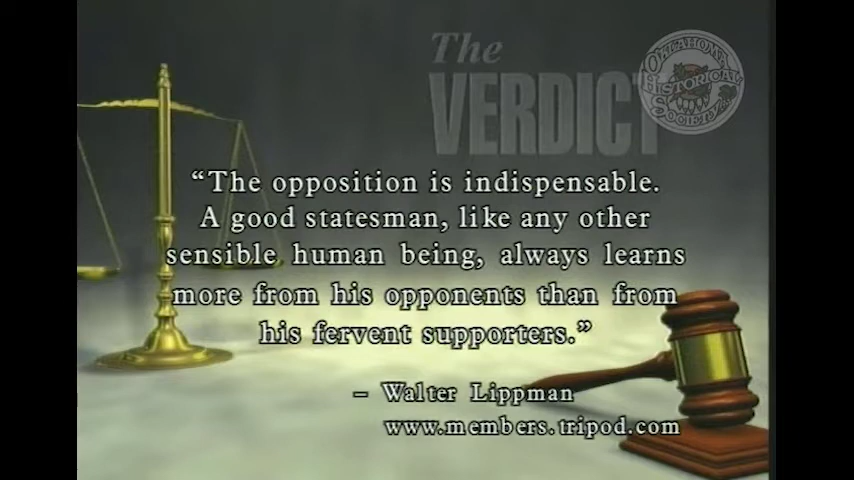 The
VERDICT
OKLAHOMA
HISTORICAL
SOCIETY
“The opposition is indispensable.
A good statesman, like any other
sensible human being, always learns
more from his opponents than from
his fervent supporters.”
– Walter Lippman
www.members.tripod.com